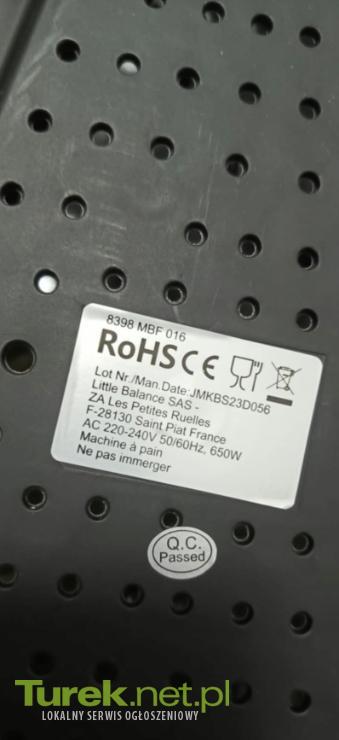 8398 MBF 016
RoHS CE
Lot Nr./Man.Date:JMKBS23D056
Little Balance SAS -
ZA Les Petites Ruelles
F-28130 Saint Piat France
AC 220-240V 50/60Hz, 650W
Machine à pain
Ne pas immerger
Q.C.
Passed
Turek.net.pl
LOKALNY SERWIS OGŁOSZENIOWY